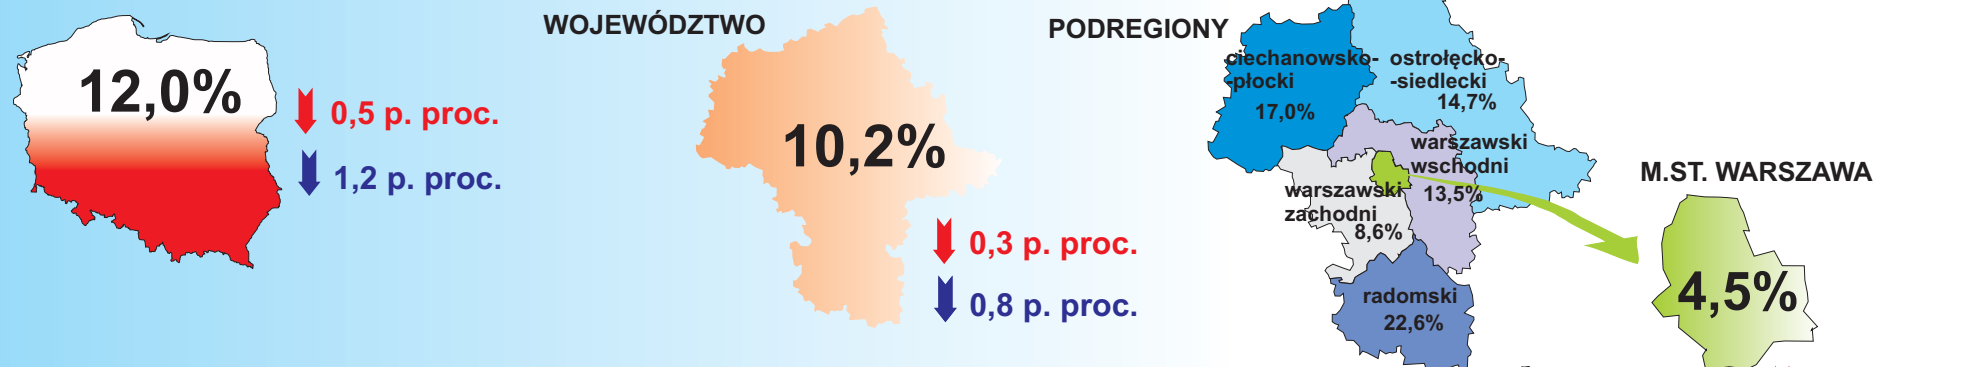 12,0%
0,5 p. proc.
1,2 p. proc.
WOJEWÓDZTWO
10,2%
0,3 p. proc.
0,8 p. proc.
PODREGIONY
ciechanowsko-
-płocki
17,0%
ostrołęcko-
-siedlecki
14,7%
warszawski
wschodni
13,5%
warszawski
zachodni
8,6%
radomski
22,6%
M.ST. WARSZAWA
4,5%